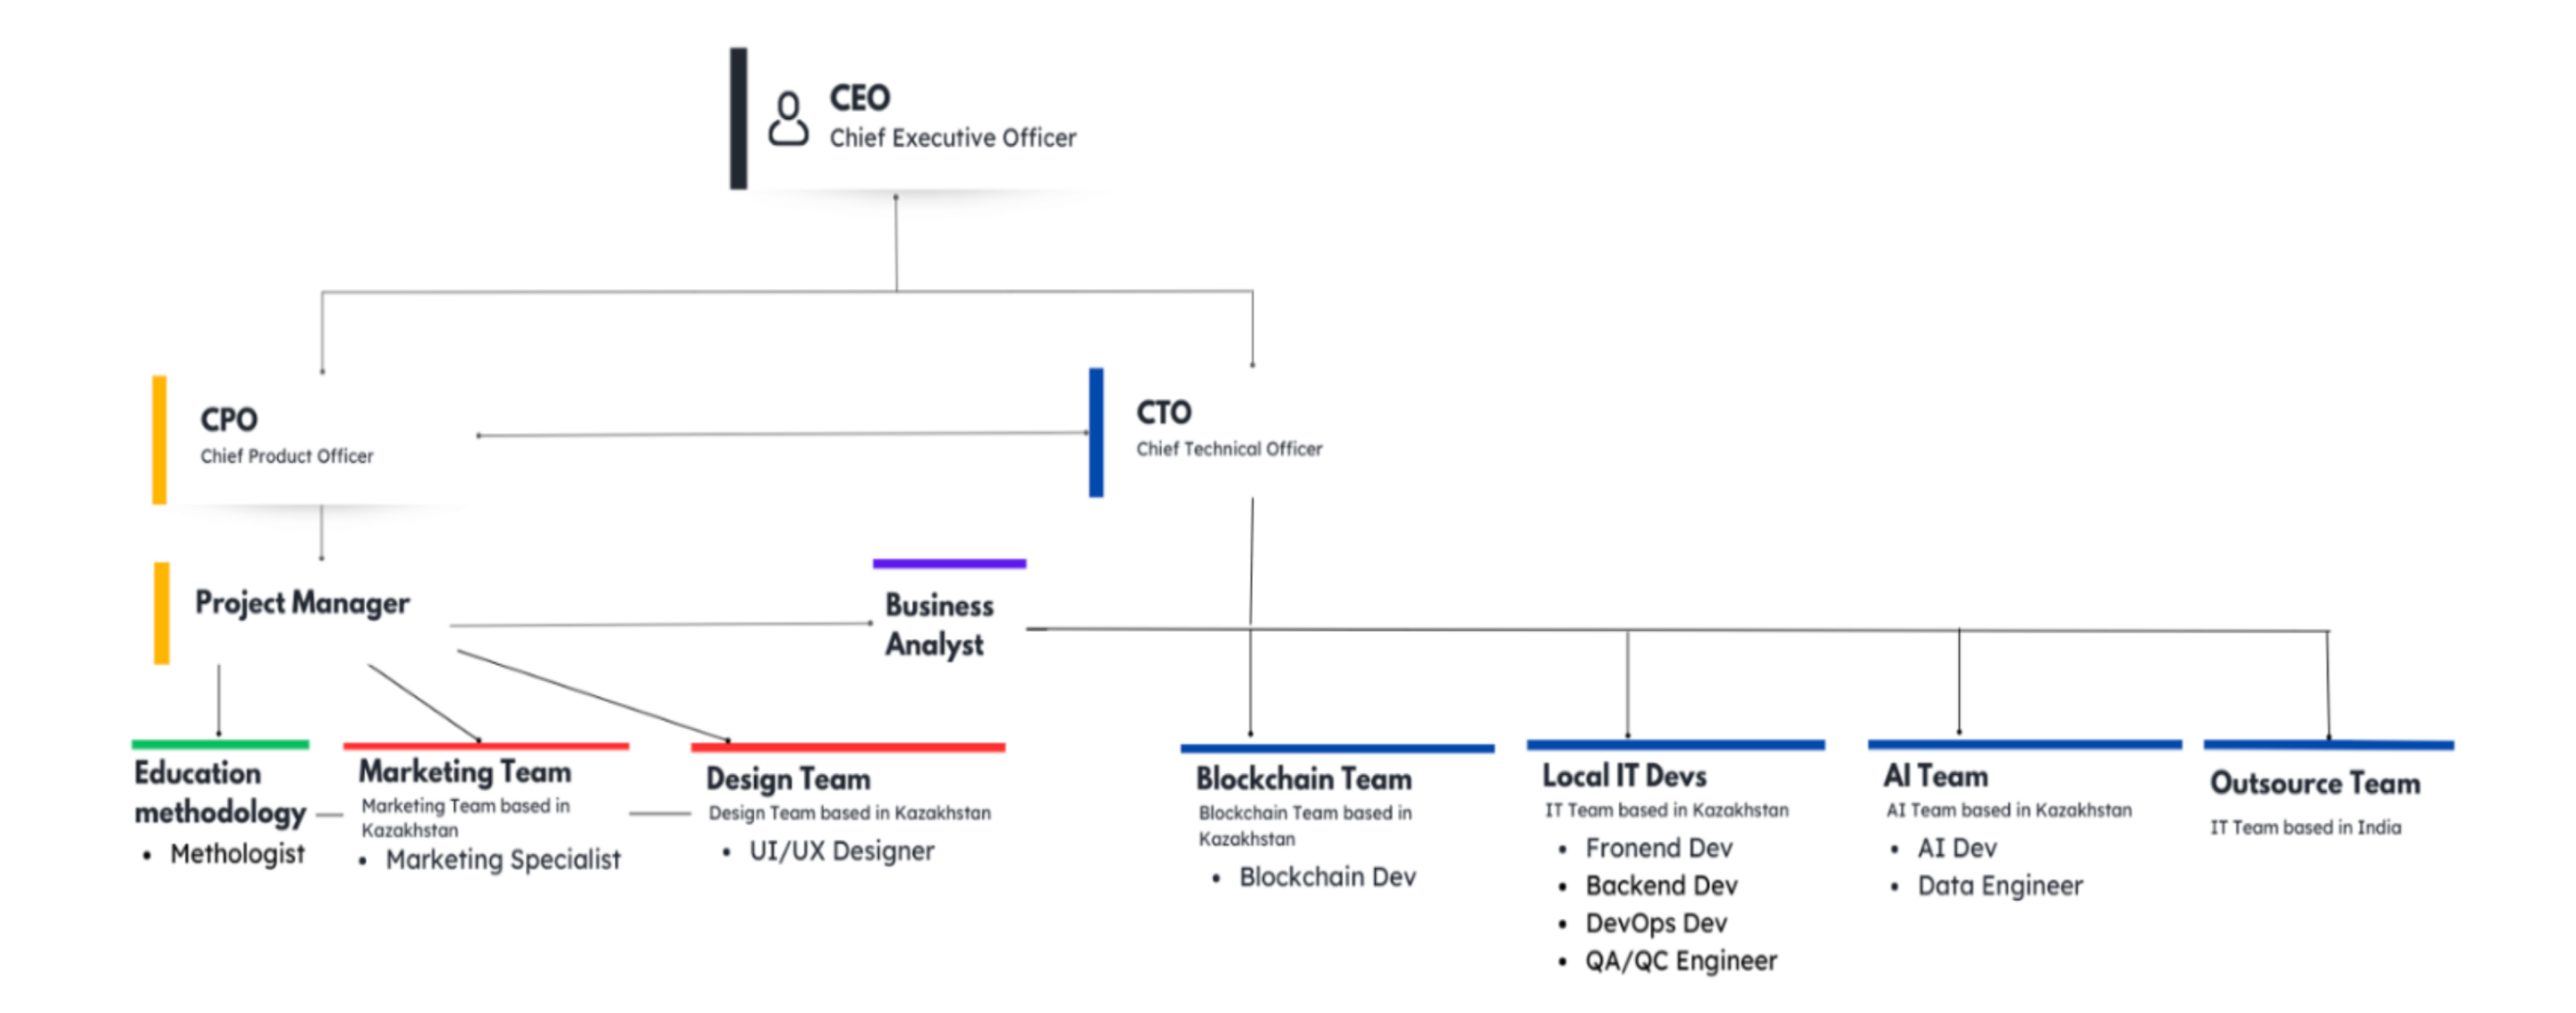 CEO
Chief Executive Officer
CPO
Chief Product Officer
CTO
Chief Technical Officer
Project Manager
Business
Analyst
Education
methodology
• Methologist
Marketing Team
Marketing Team based in
Kazakhstan
• Marketing Specialist
Design Team
Design Team based in Kazakhstan
• UI/UX Designer
Blockchain Team
Blockchain Team based in
Kazakhstan
• Blockchain Dev
Local IT Devs
IT Team based in Kazakhstan
• Fronend Dev
• Backend Dev
• DevOps Dev
• QA/QC Engineer
AI Team
AI Team based in Kazakhstan
• AI Dev
• Data Engineer
Outsource Team
IT Team based in India